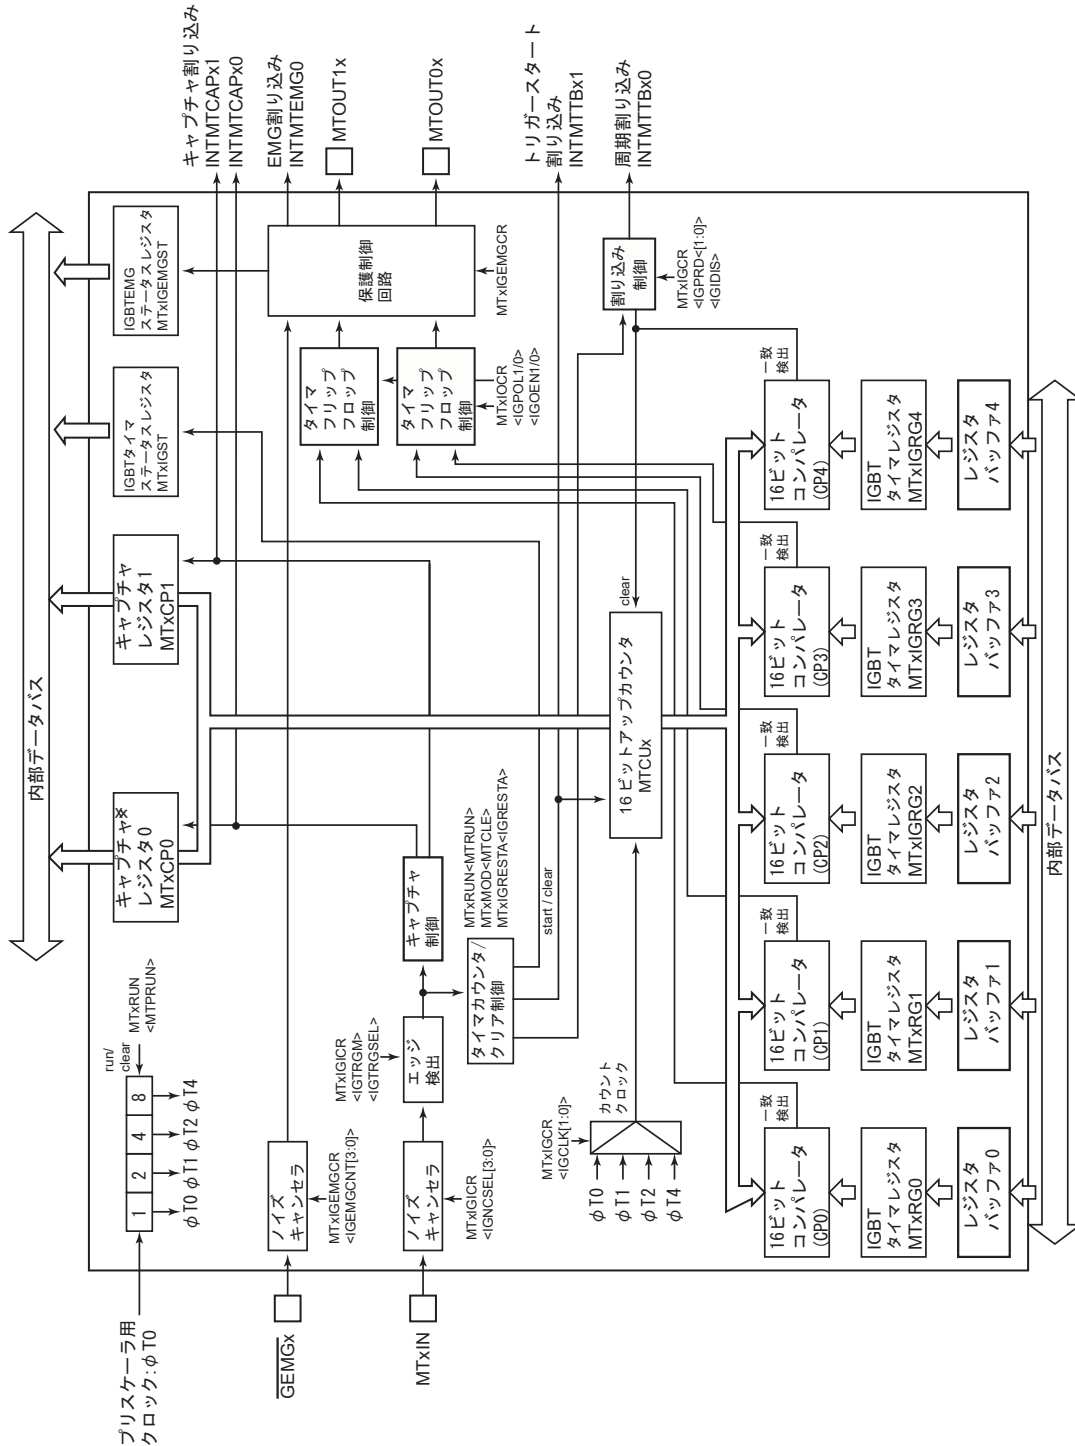 内部データバス
プリスケーラ用
クロック:φT0
1
2
4
8
run/
clear
MTxRUN
<MTPRUN>
φT0
φT1
φT2
φT4
キャプチャ
レジスタ0
MTxCP0
キャプチャ
レジスタ1
MTxCP1
IGBTタイマ
ステータスレジスタ
MTxIGST
IGBTEMG
ステータスレジスタ
MTxIGEMGST
キャプチャ割り込み
INTMTCAPx1
INTMTCAPx0
GEMGx
ノイズ
キャンセラ
MTxIGEMGCR
<IGEMGCNT[3:0]>
タイマ
フリップ
フロップ
制御
タイマ
フリップ
フロップ
制御
MTxIOCR
<IGPOL1/0>
<IGOEN1/0>
保護制御
回路
MTxIGEMGCR
EMG割り込み
INTMTEMG0
MTOUT1x
MTOUT0x
MTxIN
ノイズ
キャンセラ
MTxIGICR
<IGNCSEL[3:0]>
MTxIGICR
<IGTRGM>
<IGTRGSEL>
エッジ
検出
キャプチャ
制御
タイマカウンタ/
クリア制御
MTxRUN<MTRUN>
MTxMOD<MTCLE>
MTxIGRESTA<IGRESTA>
start / clear
トリガースタート
割り込み
INTMTTBx1
周期割り込み
INTMTTBx0
割り込み
制御
MTxIGCR
<IGPRD<[1:0]>
<IGIDIS>
MTxIGCR
<IGCLK[1:0]>
φT0
φT1
φT2
φT4
カウント
クロック
16 ビットアップカウンタ
MTCUx
clear
一致
検出
一致
検出
一致
検出
一致
検出
一致
検出
16ビット
コンパレータ
(CP0)
16ビット
コンパレータ
(CP1)
16ビット
コンパレータ
(CP2)
16ビット
コンパレータ
(CP3)
16ビット
コンパレータ
(CP4)
IGBT
タイマレジスタ
MTxRG0
IGBT
タイマレジスタ
MTxRG1
IGBT
タイマレジスタ
MTxIGRG2
IGBT
タイマレジスタ
MTxIGRG3
IGBT
タイマレジスタ
MTxIGRG4
レジスタ
バッファ0
レジスタ
バッファ1
レジスタ
バッファ2
レジスタ
バッファ3
レジスタ
バッファ4
内部データバス